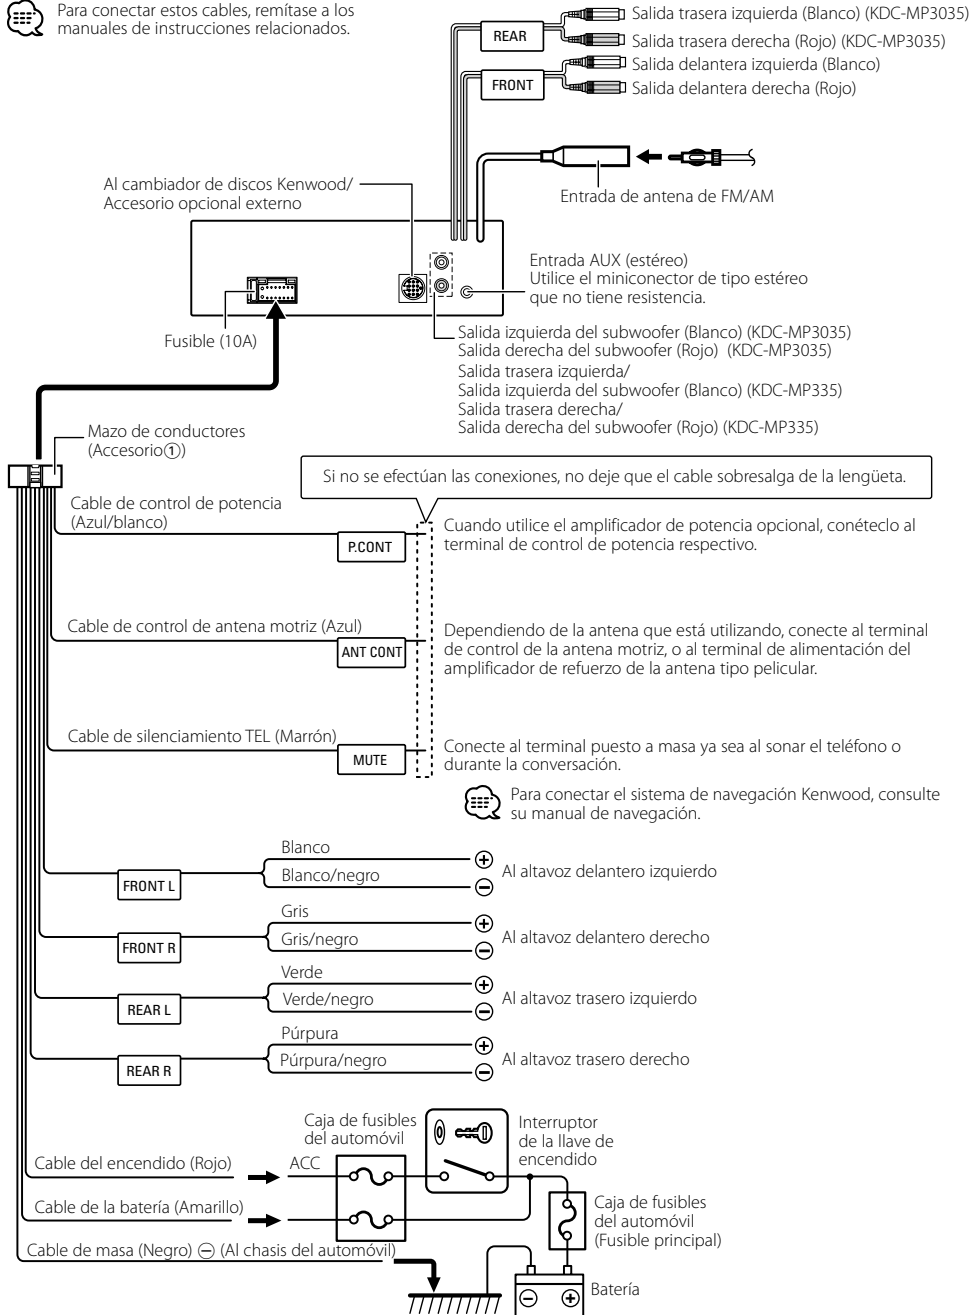 Para conectar estos cables, remítase a los
manuales de instrucciones relacionados.
REAR
Salida trasera izquierda (Blanco) (KDC-MP3035)
Salida trasera derecha (Rojo) (KDC-MP3035)
FRONT
Salida delantera izquierda (Blanco)
Salida delantera derecha (Rojo)
Entrada de antena de FM/AM
Al cambiador de discos Kenwood/
Accesorio opcional externo
Entrada AUX (estéreo)
Utilice el miniconector de tipo estéreo
que no tiene resistencia.
Fusible (10A)
Salida izquierda del subwoofer (Blanco) (KDC-MP3035)
Salida derecha del subwoofer (Rojo) (KDC-MP3035)
Salida trasera izquierda/
Salida izquierda del subwoofer (Blanco) (KDC-MP335)
Salida trasera derecha/
Salida derecha del subwoofer (Rojo) (KDC-MP335)
Mazo de conductores
(Accesorio①)
Si no se efectúan las conexiones, no deje que el cable sobresalga de la lengüeta.
Cable de control de potencia
(Azul/blanco)
P.CONT
Cuando utilice el amplificador de potencia opcional, conéteclo al
terminal de control de potencia respectivo.
Cable de control de antena motriz (Azul)
ANT CONT
Dependiendo de la antena que está utilizando, conecte al terminal
de control de la antena motriz, o al terminal de alimentación del
amplificador de refuerzo de la antena tipo pelicular.
Cable de silenciamiento TEL (Marrón)
MUTE
Conecte al terminal puesto a masa ya sea al sonar el teléfono o
durante la conversación.
Para conectar el sistema de navegación Kenwood, consulte
su manual de navegación.
FRONT L
Blanco
Blanco/negro
⊕
⊖
Al altavoz delantero izquierdo
FRONT R
Gris
Gris/negro
⊕
⊖
Al altavoz delantero derecho
REAR L
Verde
Verde/negro
⊕
⊖
Al altavoz trasero izquierdo
REAR R
Púrpura
Púrpura/negro
⊕
⊖
Al altavoz trasero derecho
Caja de fusibles
del automóvil
Interruptor
de la llave de
encendido
Cable del encendido (Rojo)
ACC
Cable de la batería (Amarillo)
Caja de fusibles
del automóvil
(Fusible principal)
Cable de masa (Negro) ⊖ (Al chasis del automóvil)
⊖ ⊕
Batería